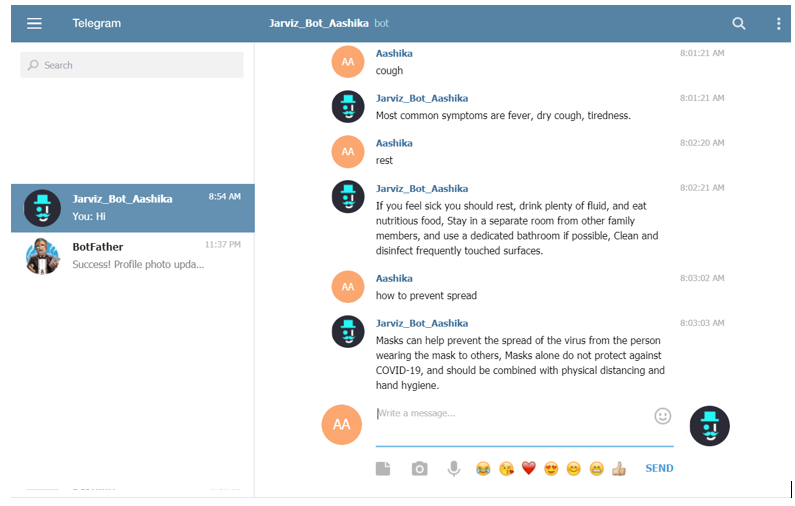 Telegram
Jarviz_Bot_Aashika bot
Search
Jarviz_Bot_Aashika 8:54 AM
You: Hi
BotFather 11:37 PM
Success! Profile photo upda...
AA
Aashika 8:01:21 AM
cough
Jarviz_Bot_Aashika 8:01:21 AM
Most common symptoms are fever, dry cough, tiredness.
AA
Aashika 8:02:20 AM
rest
Jarviz_Bot_Aashika 8:02:21 AM
If you feel sick you should rest, drink plenty of fluid, and eat
nutritious food, Stay in a separate room from other family
members, and use a dedicated bathroom if possible, Clean and
disinfect frequently touched surfaces.
AA
Aashika 8:03:02 AM
how to prevent spread
Jarviz_Bot_Aashika 8:03:03 AM
Masks can help prevent the spread of the virus from the person
wearing the mask to others, Masks alone do not protect against
COVID-19, and should be combined with physical distancing and
hand hygiene.
AA
Write a message...
SEND